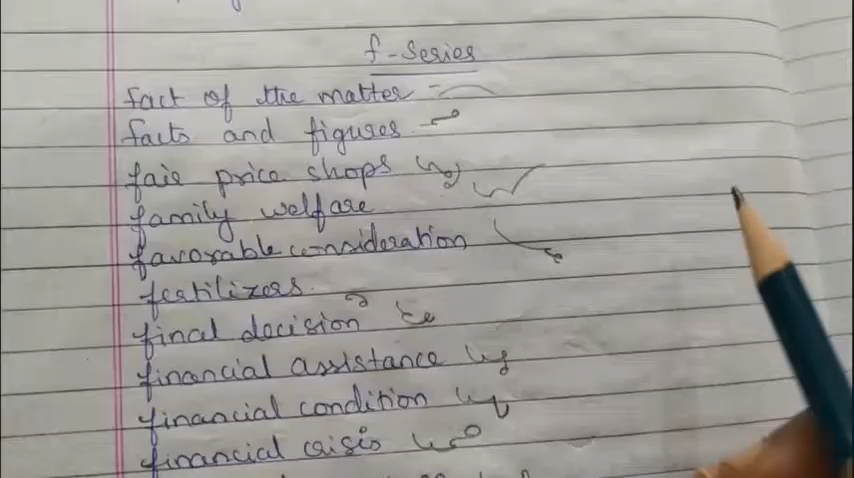 f-Series
fact of the matter -
facts and figures -
fair price shops
family welfare
favorable consideration
fertilizers.
final decision
financial assistance
financial condition
financial crisis